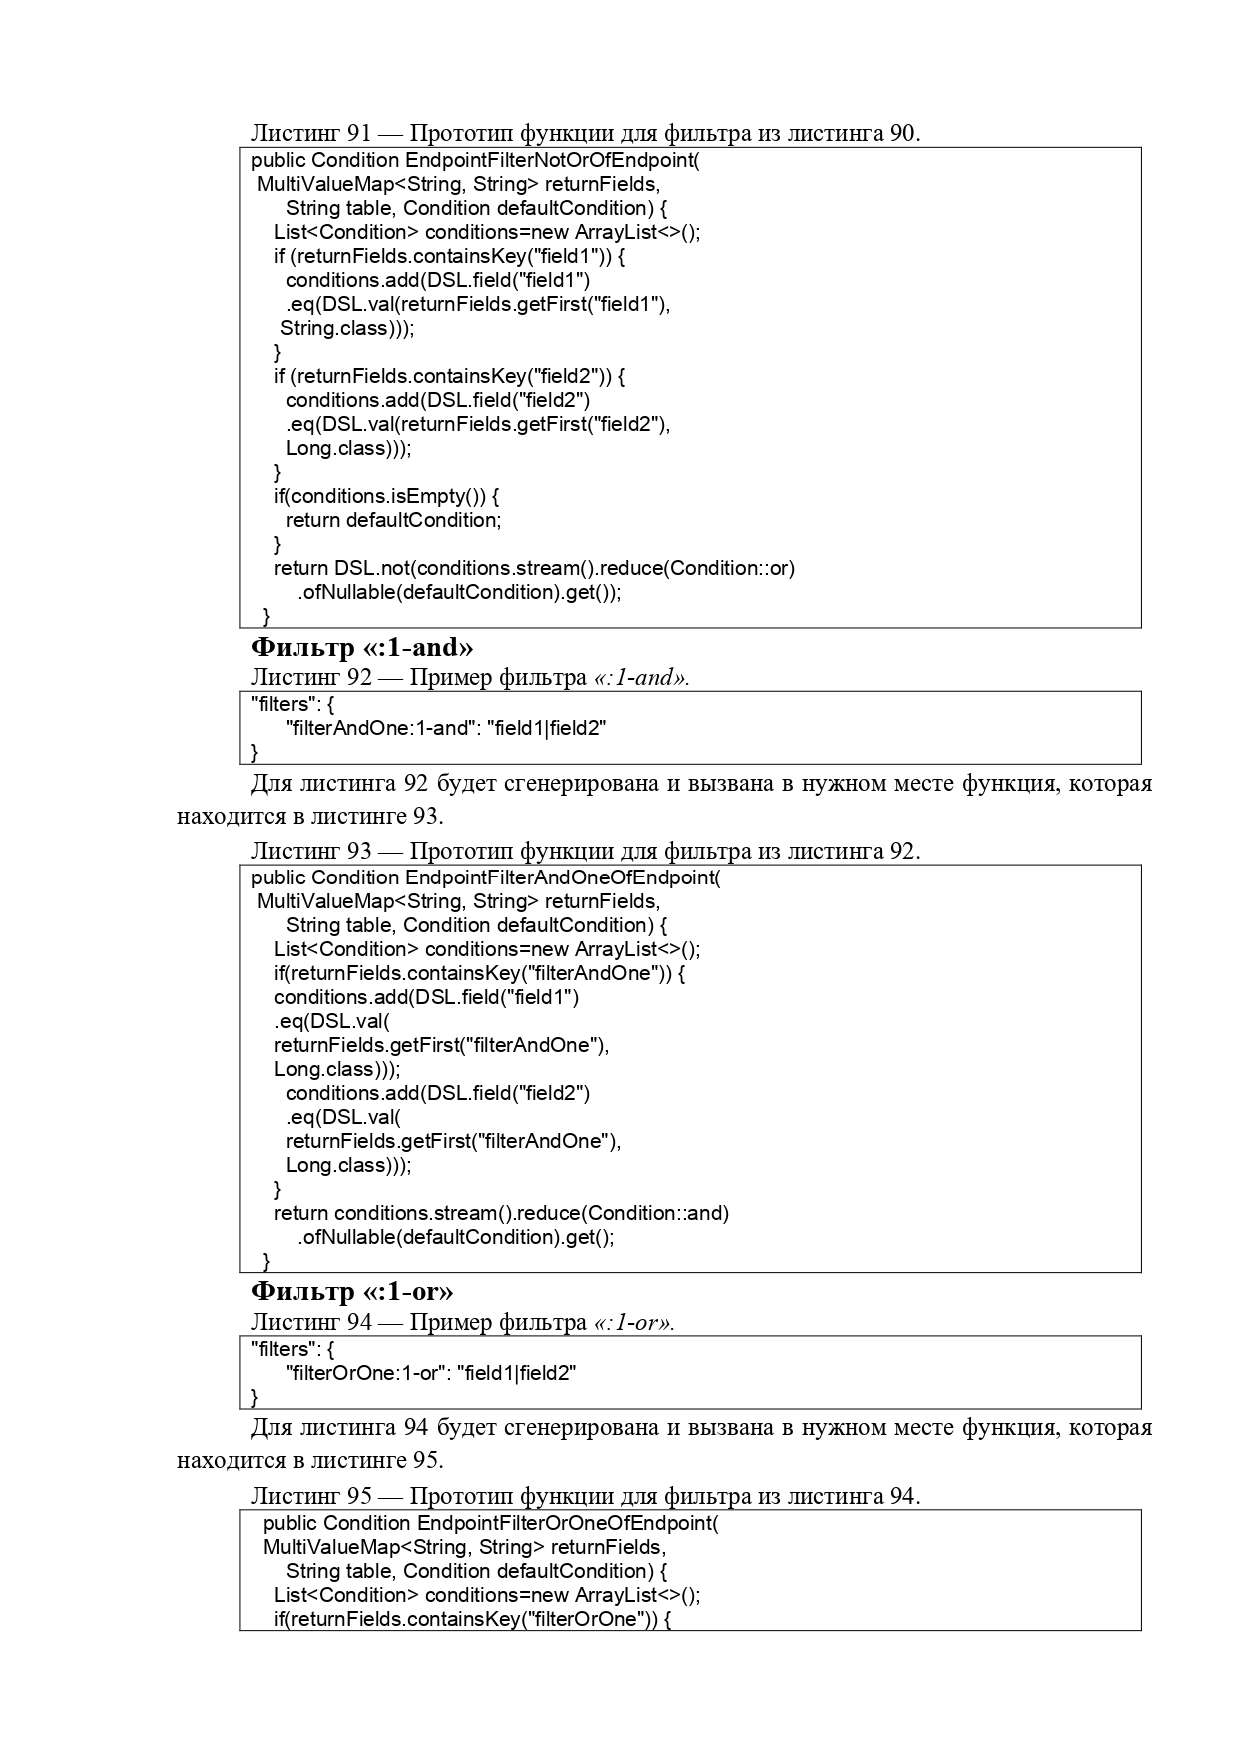 Листинг 91 — Прототип функции для фильтра из листинга 90.
public Condition EndpointFilterNotOrOfEndpoint(
MultiValueMap<String, String> returnFields,
String table, Condition defaultCondition) {
List<Condition> conditions=new ArrayList<>();
if (returnFields.containsKey("field1")) {
conditions.add(DSL.field("field1")
.eq(DSL.val(returnFields.getFirst("field1"),
String.class)));
}
if (returnFields.containsKey("field2")) {
conditions.add(DSL.field("field2")
.eq(DSL.val(returnFields.getFirst("field2"),
Long.class)));
}
if(conditions.isEmpty()) {
return defaultCondition;
}
return DSL.not(conditions.stream().reduce(Condition::or)
.ofNullable(defaultCondition).get());
}
Фильтр «:1-and»
Листинг 92 — Пример фильтра «:1-and».
"filters": {
"filterAndOne:1-and": "field1|field2"
}
Для листинга 92 будет сгенерирована и вызвана в нужном месте функция, которая
находится в листинге 93.
Листинг 93 — Прототип функции для фильтра из листинга 92.
public Condition EndpointFilterAndOneOfEndpoint(
MultiValueMap<String, String> returnFields,
String table, Condition defaultCondition) {
List<Condition> conditions=new ArrayList<>();
if(returnFields.containsKey("filterAndOne")) {
conditions.add(DSL.field("field1")
.eq(DSL.val(
returnFields.getFirst("filterAndOne"),
Long.class)));
conditions.add(DSL.field("field2")
.eq(DSL.val(
returnFields.getFirst("filterAndOne"),
Long.class)));
}
return conditions.stream().reduce(Condition::and)
.ofNullable(defaultCondition).get();
}
Фильтр «:1-or»
Листинг 94 — Пример фильтра «:1-or».
"filters": {
"filterOrOne:1-or": "field1|field2"
}
Для листинга 94 будет сгенерирована и вызвана в нужном месте функция, которая
находится в листинге 95.
Листинг 95 — Прототип функции для фильтра из листинга 94.
public Condition EndpointFilterOrOneOfEndpoint(
MultiValueMap<String, String> returnFields,
String table, Condition defaultCondition) {
List<Condition> conditions=new ArrayList<>();
if(returnFields.containsKey("filterOrOne")) {